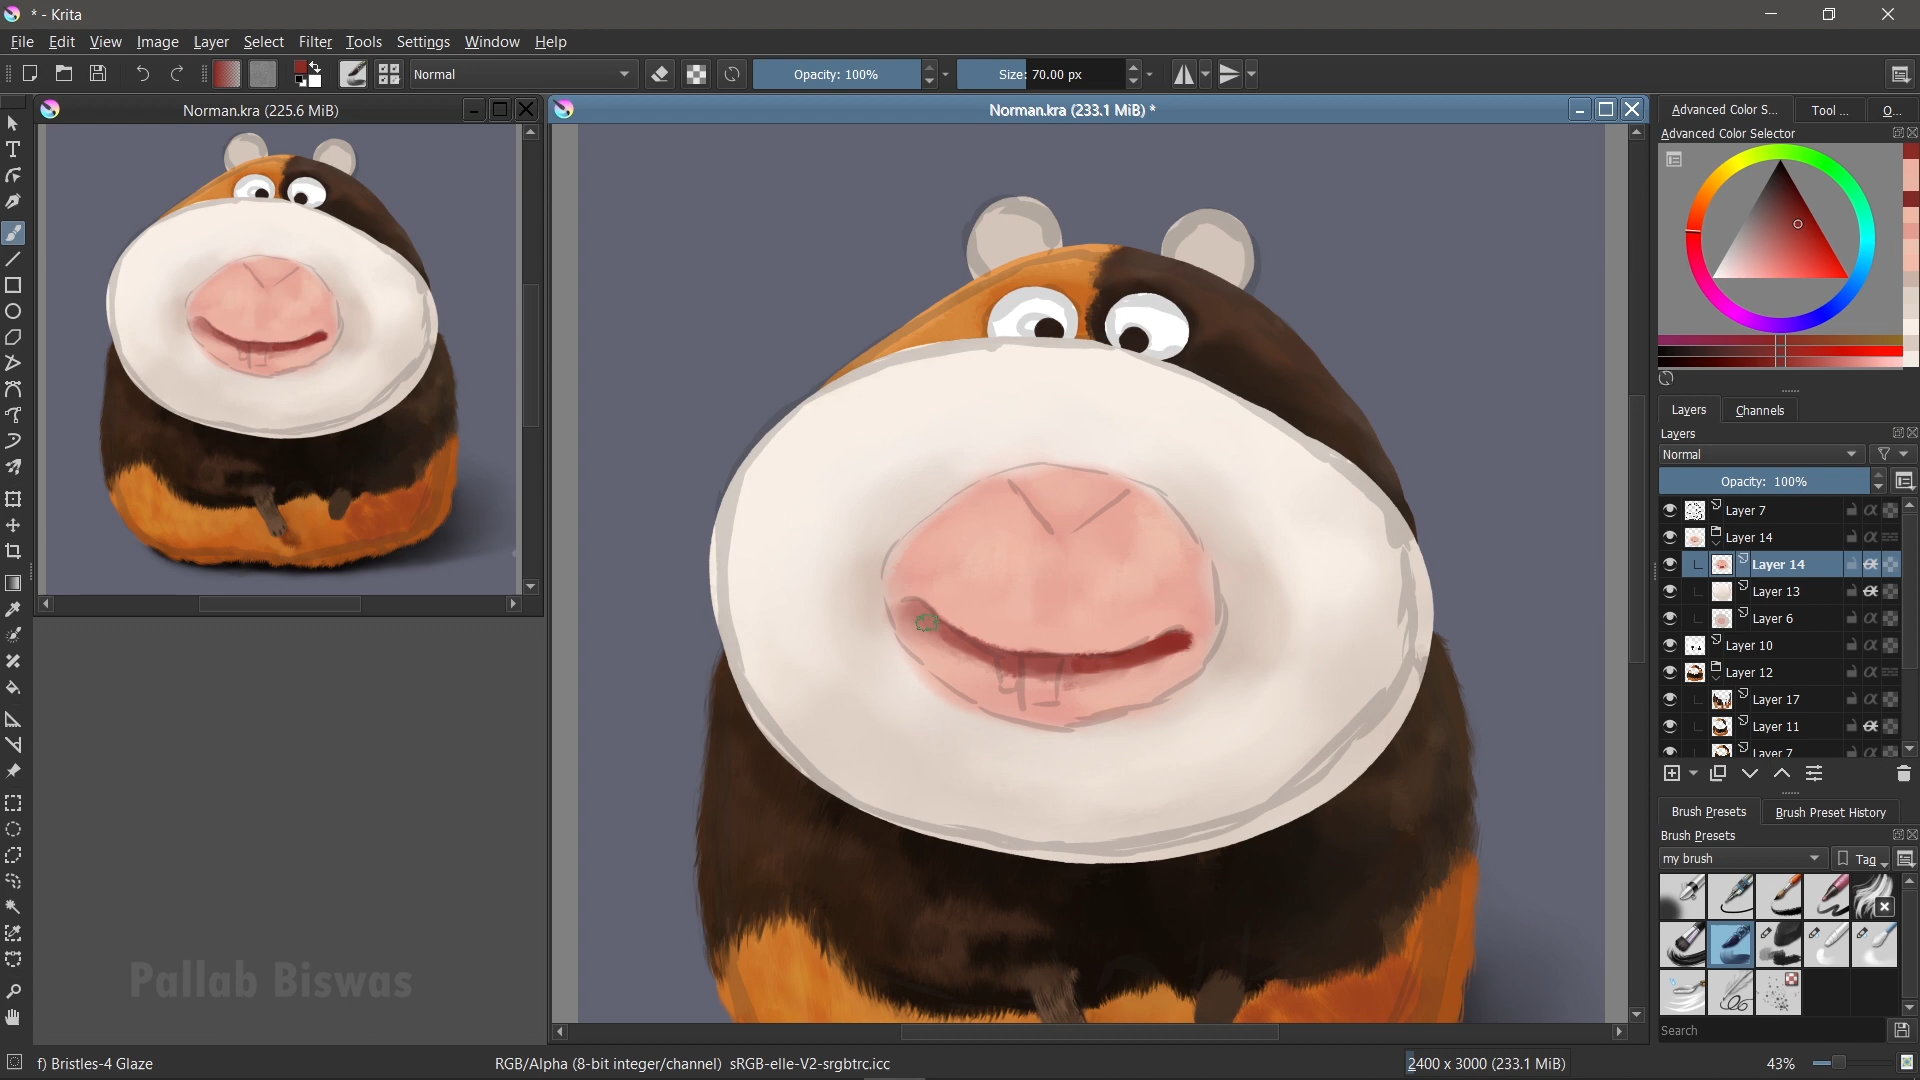 * - Krita
File Edit View Image Layer Select Filter Tools Settings Window Help
Normal Opacity: 100% Size: 70.00 px
Norman.kra (225.6 MiB)
Norman.kra (233.1 MiB) *
Advanced Color S... Tool ... O...
Advanced Color Selector
Layers Channels
Layers
Normal
Opacity: 100%
Layer 7
Layer 14
Layer 14
Layer 13
Layer 6
Layer 10
Layer 12
Layer 17
Layer 11
Layer 7
Brush Presets Brush Preset History
Brush Presets
my brush Tag
Search
Pallab Biswas
f) Bristles-4 Glaze RGB/Alpha (8-bit integer/channel) sRGB-elle-V2-srgbtrc.icc 2400 x 3000 (233.1 MiB) 43%